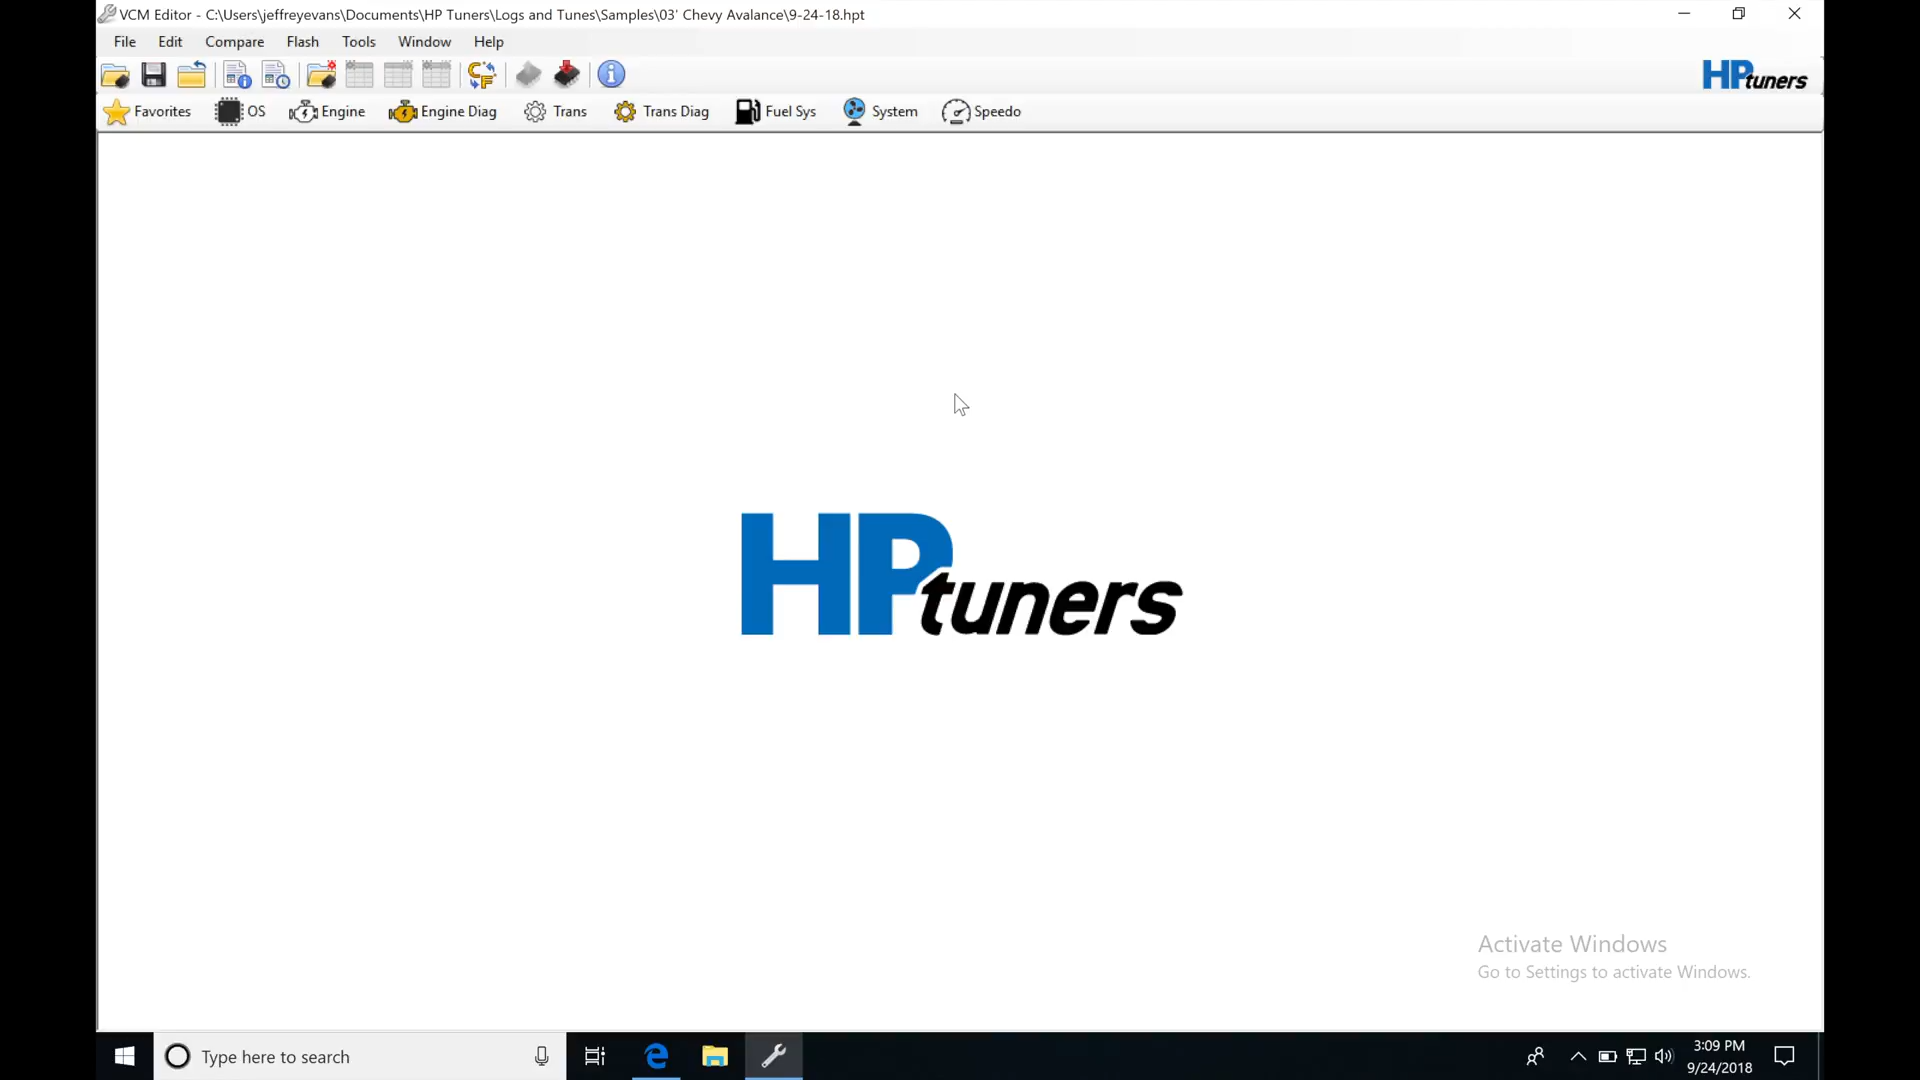 VCM Editor - C:\Users\jeffreyevans\Documents\HP Tuners\Logs and Tunes\Samples\03' Chevy Avalance\9-24-18.hpt
File Edit Compare Flash Tools Window Help
HPtuners
Favorites OS Engine Engine Diag Trans Trans Diag Fuel Sys System Speedo
HPtuners
Activate Windows
Go to Settings to activate Windows.
Type here to search
3:09 PM
9/24/2018